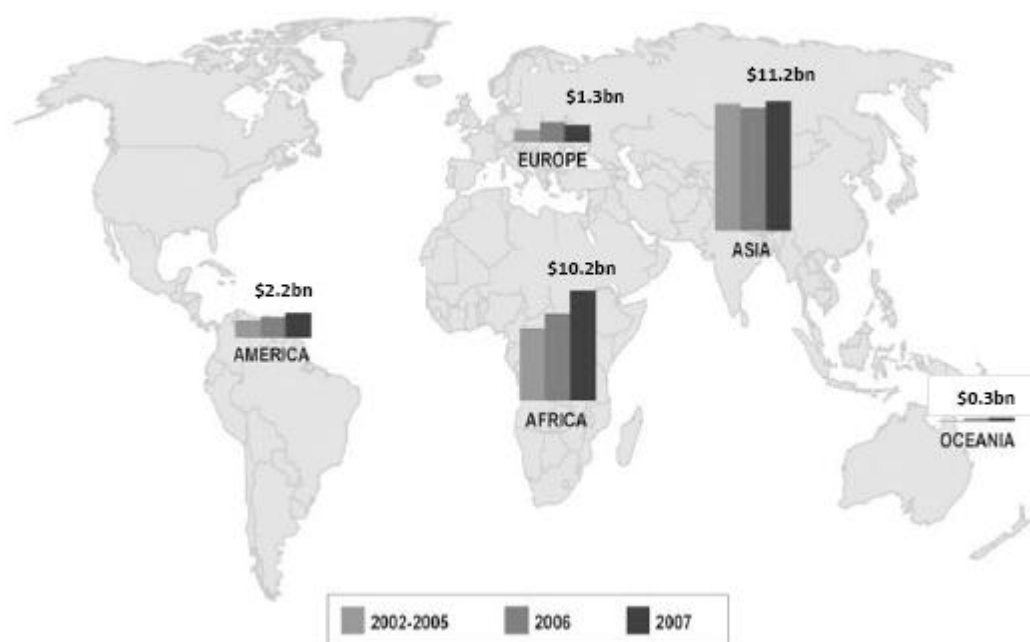 $11.2bn
$1.3bn
EUROPE
ASIA
$10.2bn
$2.2bn
AMERICA
$0.3bn
AFRICA
OCEANIA
2002-2005 2006 2007